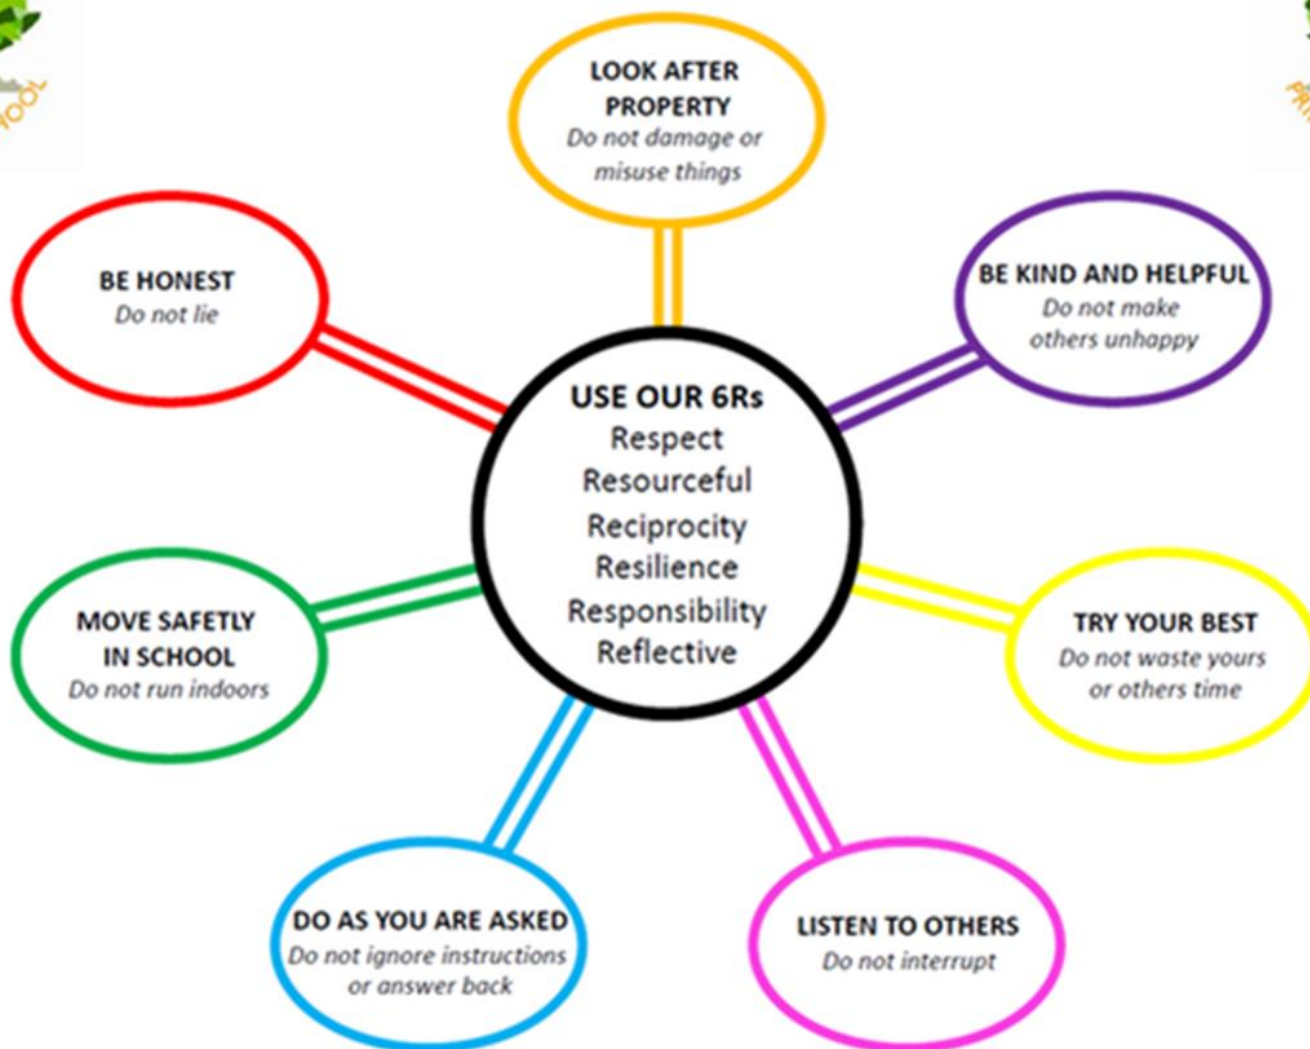 HOOL
LOOK AFTER
PROPERTY
Do not damage or
misuse things
BE HONEST
Do not lie
BE KIND AND HELPFUL
Do not make
others unhappy
USE OUR 6Rs
Respect
Resourceful
Reciprocity
Resilience
Responsibility
Reflective
MOVE SAFETLY
IN SCHOOL
Do not run indoors
TRY YOUR BEST
Do not waste yours
or others time
DO AS YOU ARE ASKED
Do not ignore instructions
or answer back
LISTEN TO OTHERS
Do not interrupt